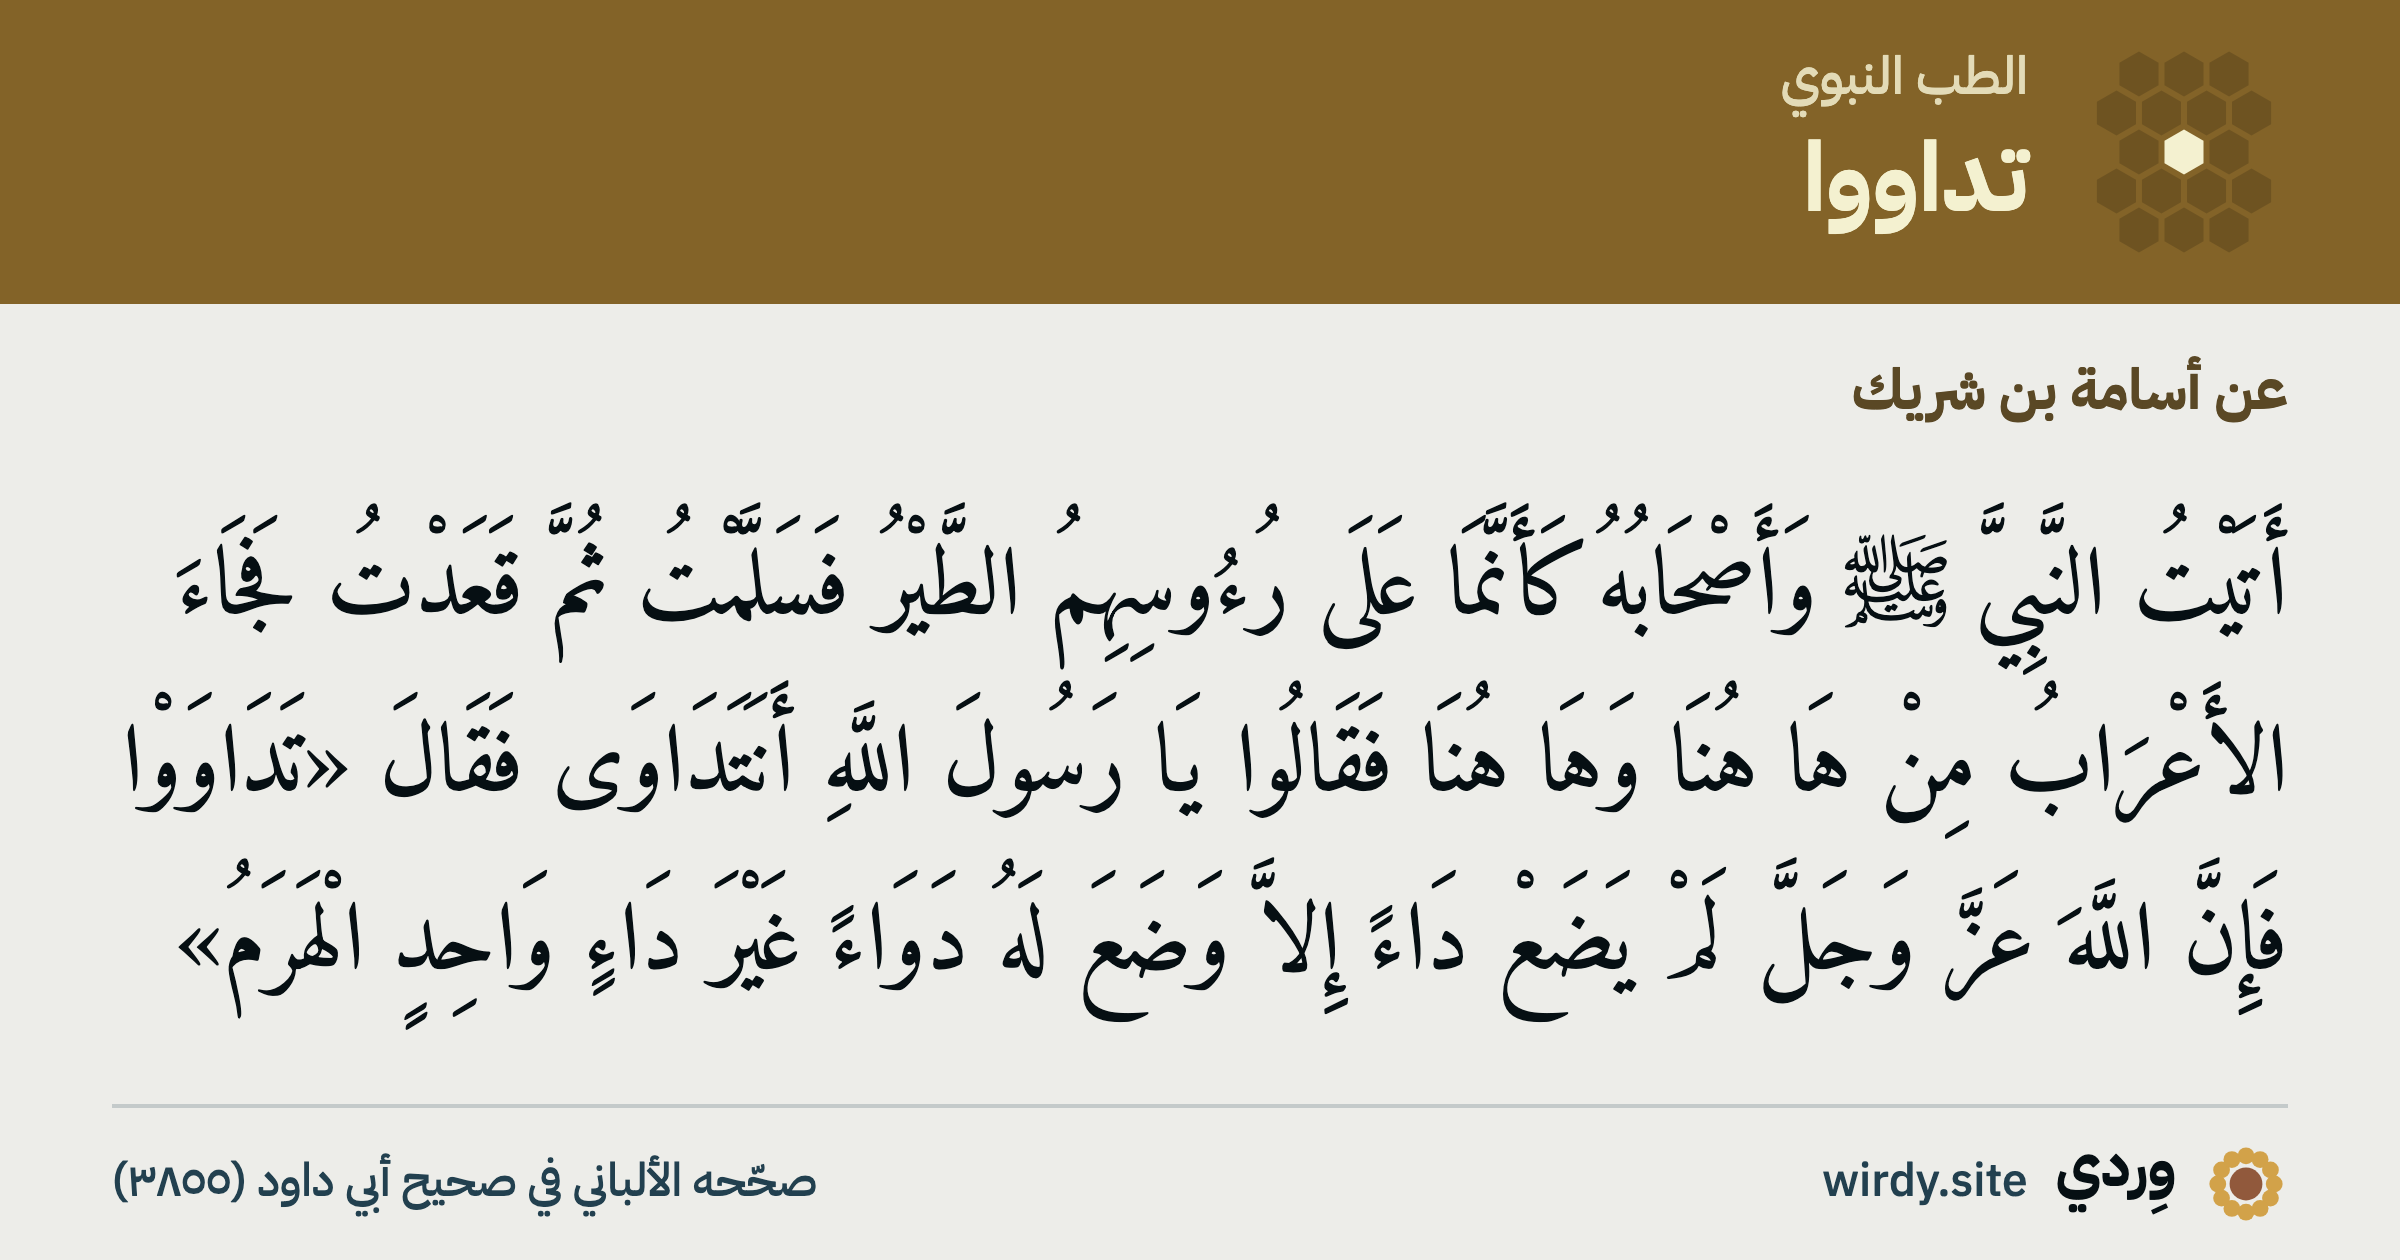 الطب النبوي
تداووا
عن أسامة بن شريك
أَتَيْتُ النَّبِيَّ ﷺ وَأَصْحَابُهُ كَأَنَّمَا عَلَى رُءُوسِهِمُ الطَّيْرُ فَسَلَّمْتُ ثُمَّ قَعَدْتُ فَجَاءَ
الأَعْرَابُ مِنْ هَا هُنَا وَهَا هُنَا فَقَالُوا يَا رَسُولَ اللَّهِ أَنَتَدَاوَى فَقَالَ «تَدَاوَوْا
فَإِنَّ اللَّهَ عَزَّ وَجَلَّ لَمْ يَضَعْ دَاءً إِلاَّ وَضَعَ لَهُ دَوَاءً غَيْرَ دَاءٍ وَاحِدٍ الْهَرَمُ»
وِردي wirdy.site
صحّحه الألباني في صحيح أبي داود (٣٨٥٥)